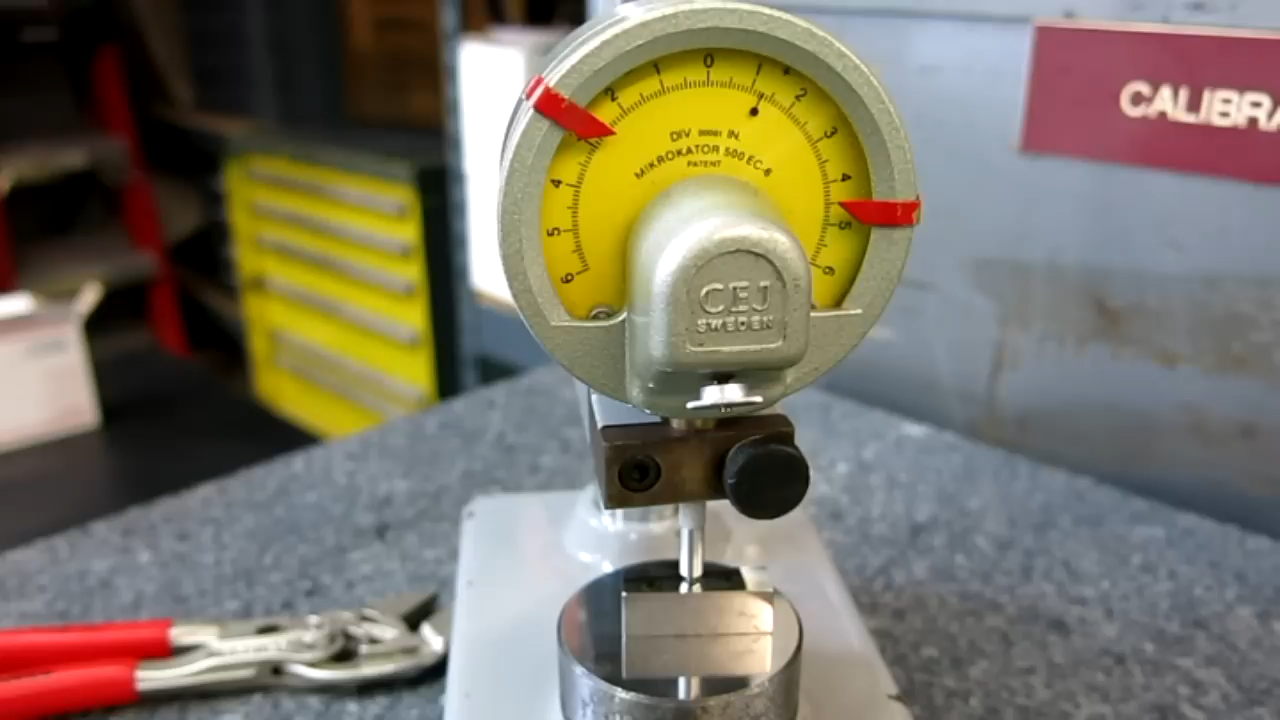 CALIBRA
1 0 1 +
2 2
3
4 4
5 5
6 6
DIV .00001 IN.
MIKROKATOR 500 EC-6
PATENT
CEJ
SWEDEN